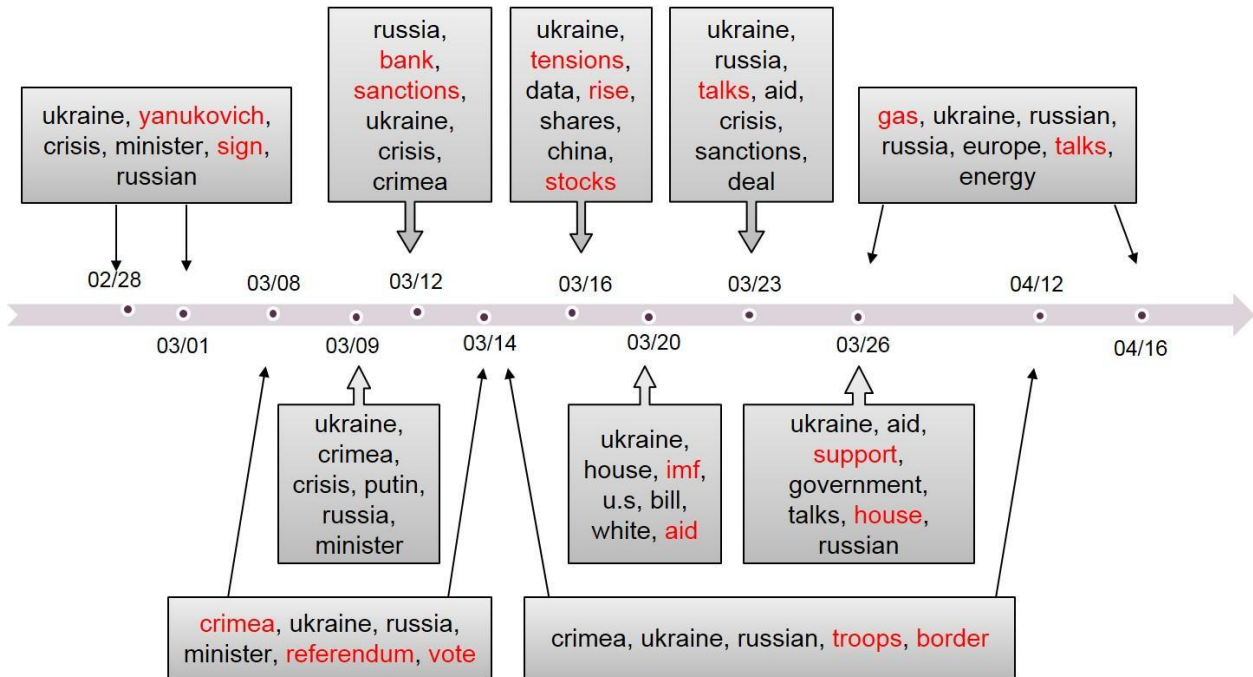 ukraine, yanukovich,
crisis, minister, sign,
russian
russia,
bank,
sanctions,
ukraine,
crisis,
crimea
ukraine,
tensions,
data, rise,
shares,
china,
stocks
ukraine,
russia,
talks, aid,
crisis,
sanctions,
deal
gas, ukraine, russian,
russia, europe, talks,
energy
02/28
03/08
03/12
03/16
03/23
04/12
03/01
03/09
03/14
03/20
03/26
04/16
ukraine,
crimea,
crisis, putin,
russia,
minister
ukraine,
house, imf,
u.s, bill,
white, aid
ukraine, aid,
support,
government,
talks, house,
russian
crimea, ukraine, russia,
minister, referendum, vote
crimea, ukraine, russian, troops, border